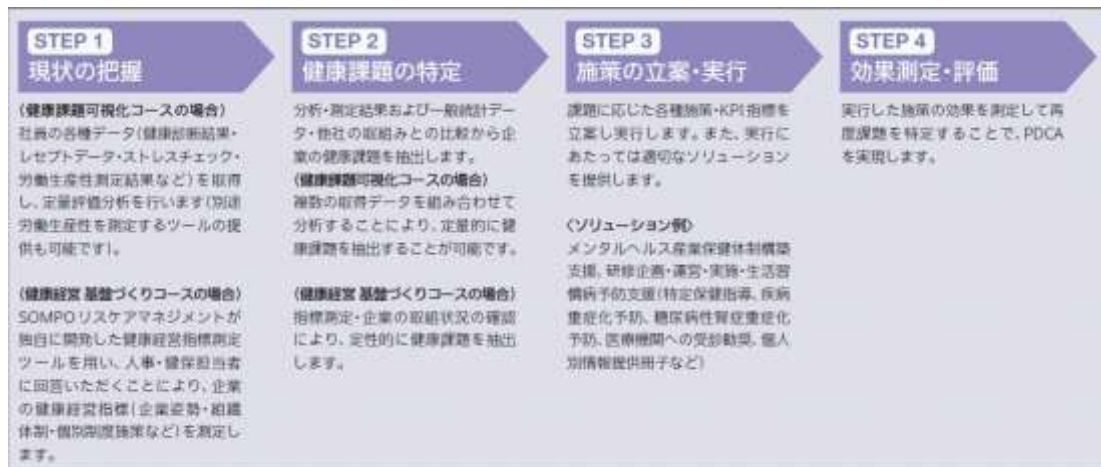 STEP 1
現状の把握
〈健康課題可視化コースの場合〉
社員の各種データ(健康診断結果・
レセプトデータ・ストレスチェック・
労働生産性測定結果など)を取得
し、定量評価分析を行います(別途
労働生産性を測定するツールの提
供も可能です)。
〈健康経営 基盤づくりコースの場合〉
SOMPOリスケアマネジメントが
独自に開発した健康経営指標測定
ツールを用い、人事・健保担当者
に回答いただくことにより、企業
の健康経営指標(企業姿勢・組織
体制・個別制度施策など)を測定し
ます。
STEP 2
健康課題の特定
分析・測定結果および一般統計デー
タ・他社の取組みとの比較から企
業の健康課題を抽出します。
〈健康課題可視化コースの場合〉
複数の取得データを組み合わせて
分析することにより、定量的に健
康課題を抽出することが可能です。
〈健康経営 基盤づくりコースの場合〉
指標測定・企業の取組状況の確認
により、定性的に健康課題を抽出
します。
STEP 3
施策の立案・実行
課題に応じた各種施策・KPI指標を
立案し実行します。また、実行に
あたっては適切なソリューション
を提供します。
〈ソリューション例〉
メンタルヘルス産業保健体制構築
支援、研修企画・運営・実施・生活習
慣病予防支援(特定保健指導、疾病
重症化予防、糖尿病性腎症重症化
予防、医療機関への受診勧奨、個人
別情報提供冊子など)
STEP 4
効果測定・評価
実行した施策の効果を測定して再
度課題を特定することで、PDCA
を実現します。